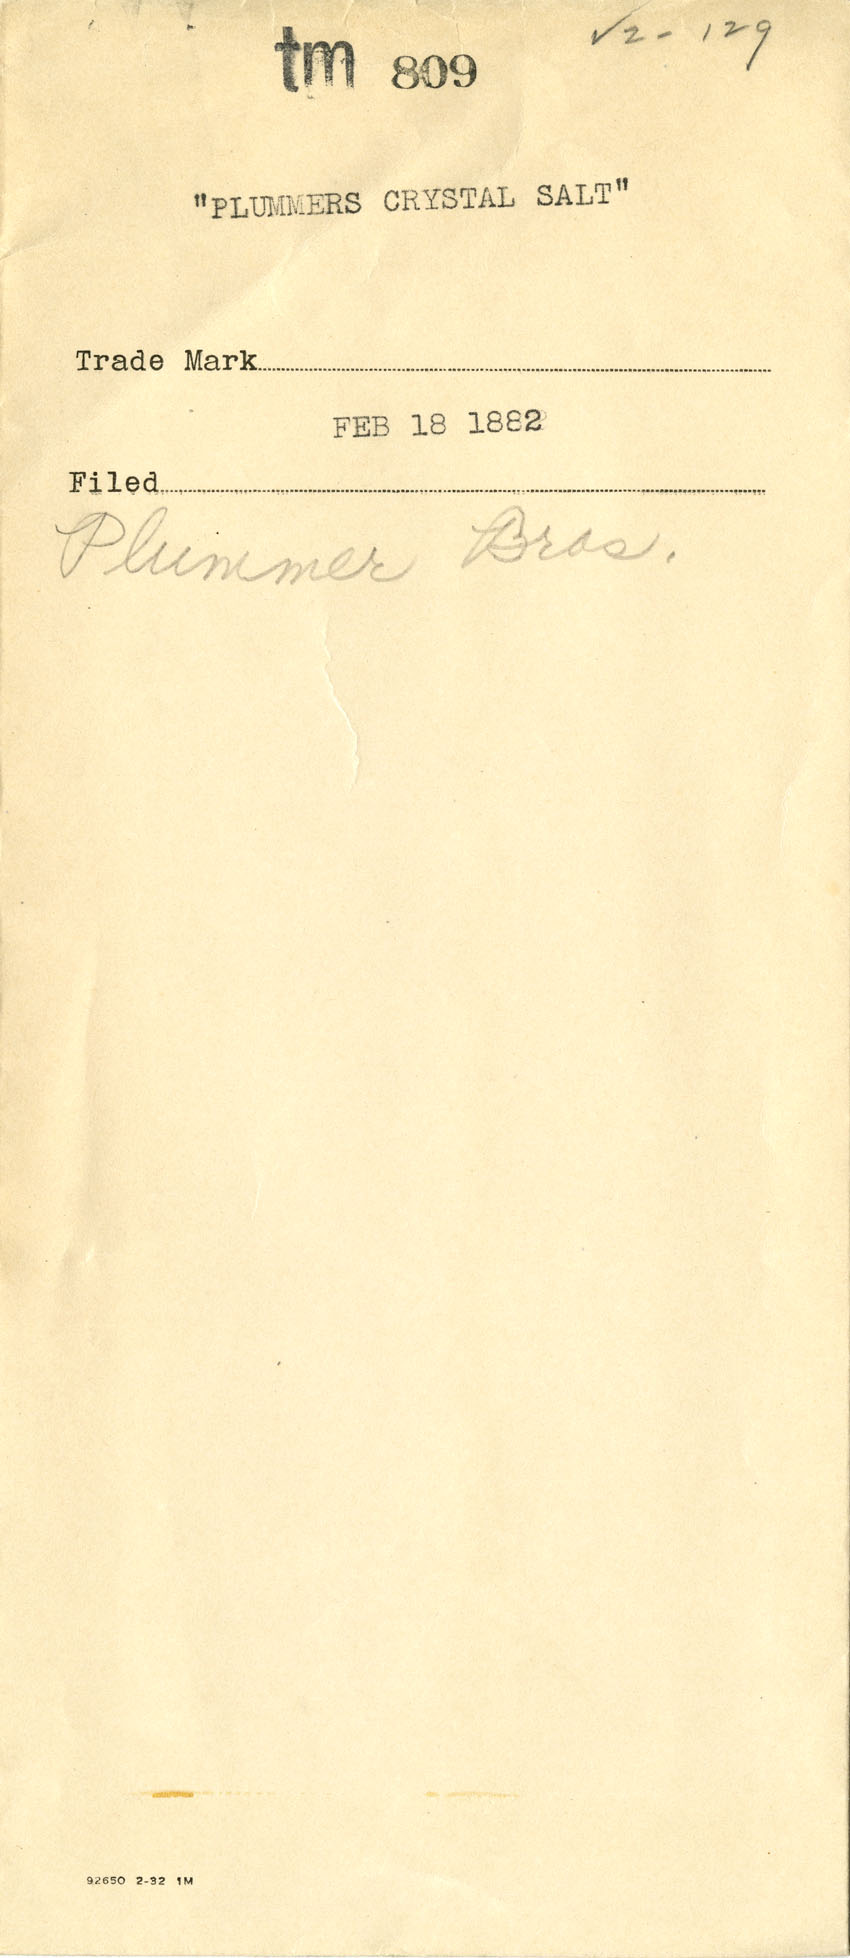 √2-129
tm 809
"PLUMMERS CRYSTAL SALT"
Trade Mark
FEB 18 1882
Filed
Plummer Bros.
92650 2-32 1M